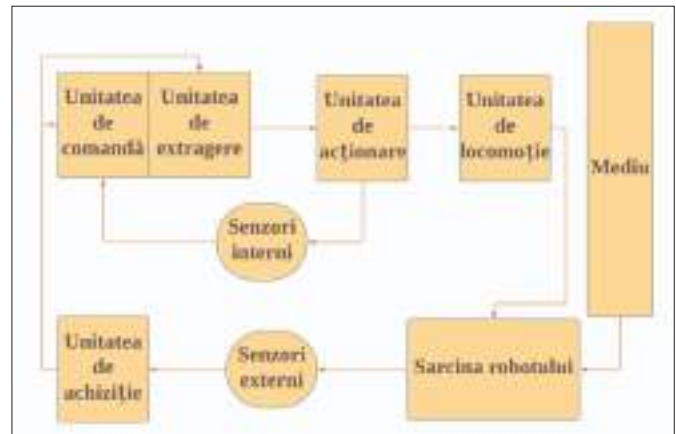 Unitatea
de
comandă
Unitatea
de
extragere
Unitatea
de
acționare
Unitatea
de
locomoție
Mediu
Senzori
interni
Unitatea
de
achiziție
Senzori
externi
Sarcina robotului